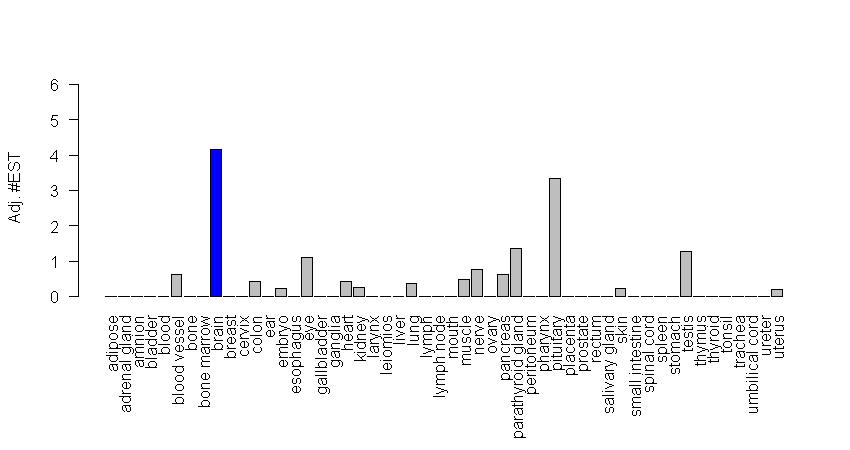 6
5
4
3
2
1
0
Adj. #EST
adipose
adrenal gland
amnion
bladder
blood
blood vessel
bone
bone marrow
brain
breast
cervix
colon
ear
embryo
esophagus
eye
gallbladder
ganglia
heart
kidney
larynx
leiomios
liver
lung
lymph
lymph node
mouth
muscle
nerve
ovary
pancreas
parathyroid gland
peritoneum
pharynx
pituitary
placenta
prostate
rectum
salivary gland
skin
small intestine
spinal cord
spleen
stomach
testis
thymus
thyroid
tonsil
trachea
umbilical cord
ureter
uterus